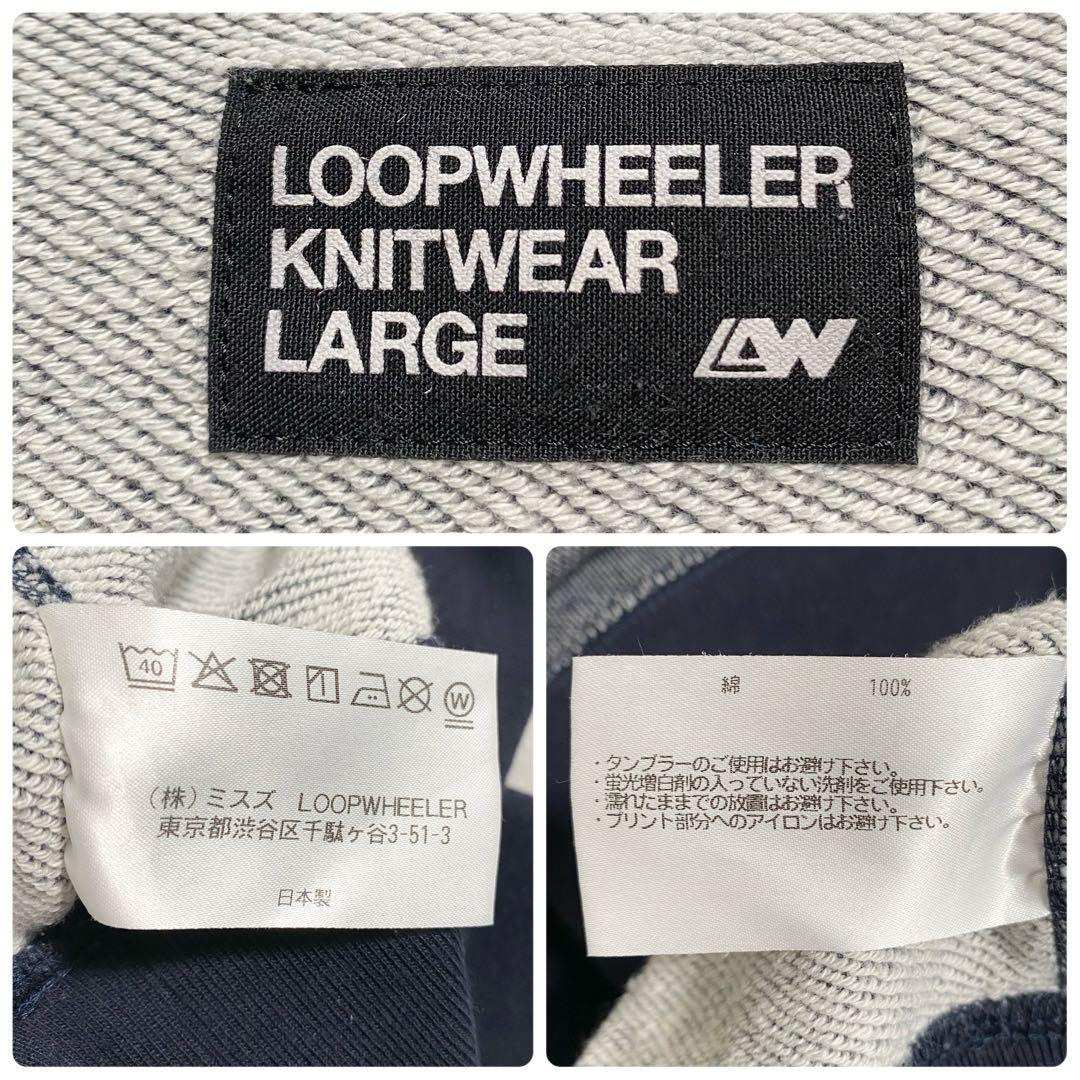 LOOPWHEELER
KNITWEAR
LARGE LW
40 W
(株)ミスズ LOOPWHEELER
東京都渋谷区千駄ヶ谷3-51-3
日本製
綿 100%
・タンブラーのご使用はお避け下さい。
・蛍光増白剤の入っていない洗剤をご使用下さい。
・濡れたままでの放置はお避け下さい。
・プリント部分へのアイロンはお避け下さい。